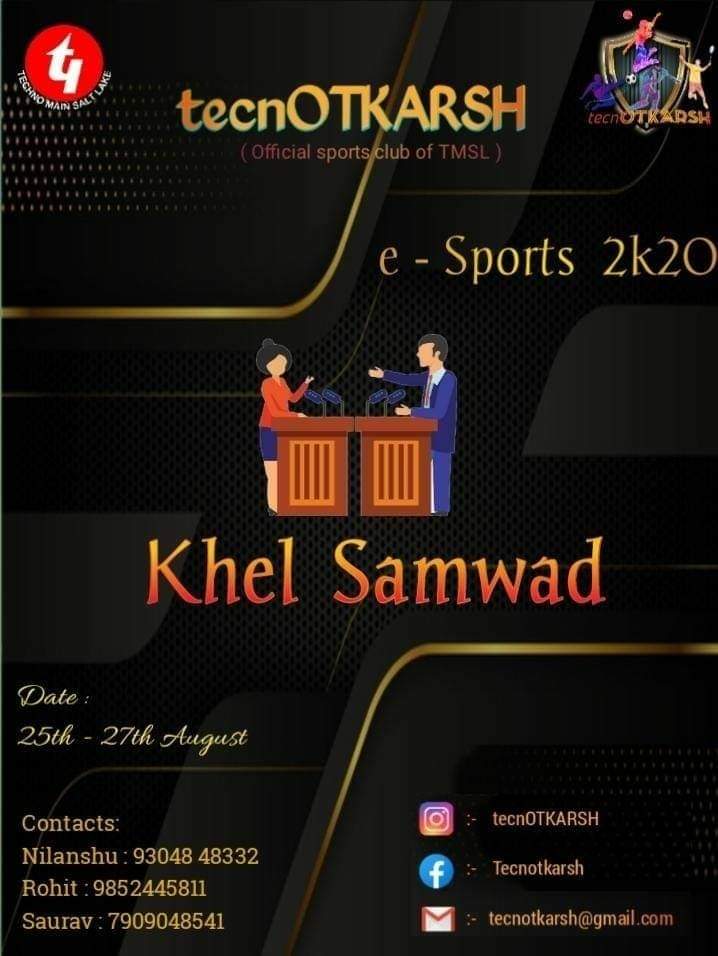 TECHNO MAIN SALT LAKE
tecnOTKARSH
tecnOTKARSH
( Official sports club of TMSL )
e - Sports 2k20
Khel Samwad
Date :
25th - 27th August
Contacts:
Nilanshu : 93048 48332
Rohit : 9852445811
Saurav : 7909048541
:- tecnOTKARSH
:- Tecnotkarsh
:- tecnotkarsh@gmail.com